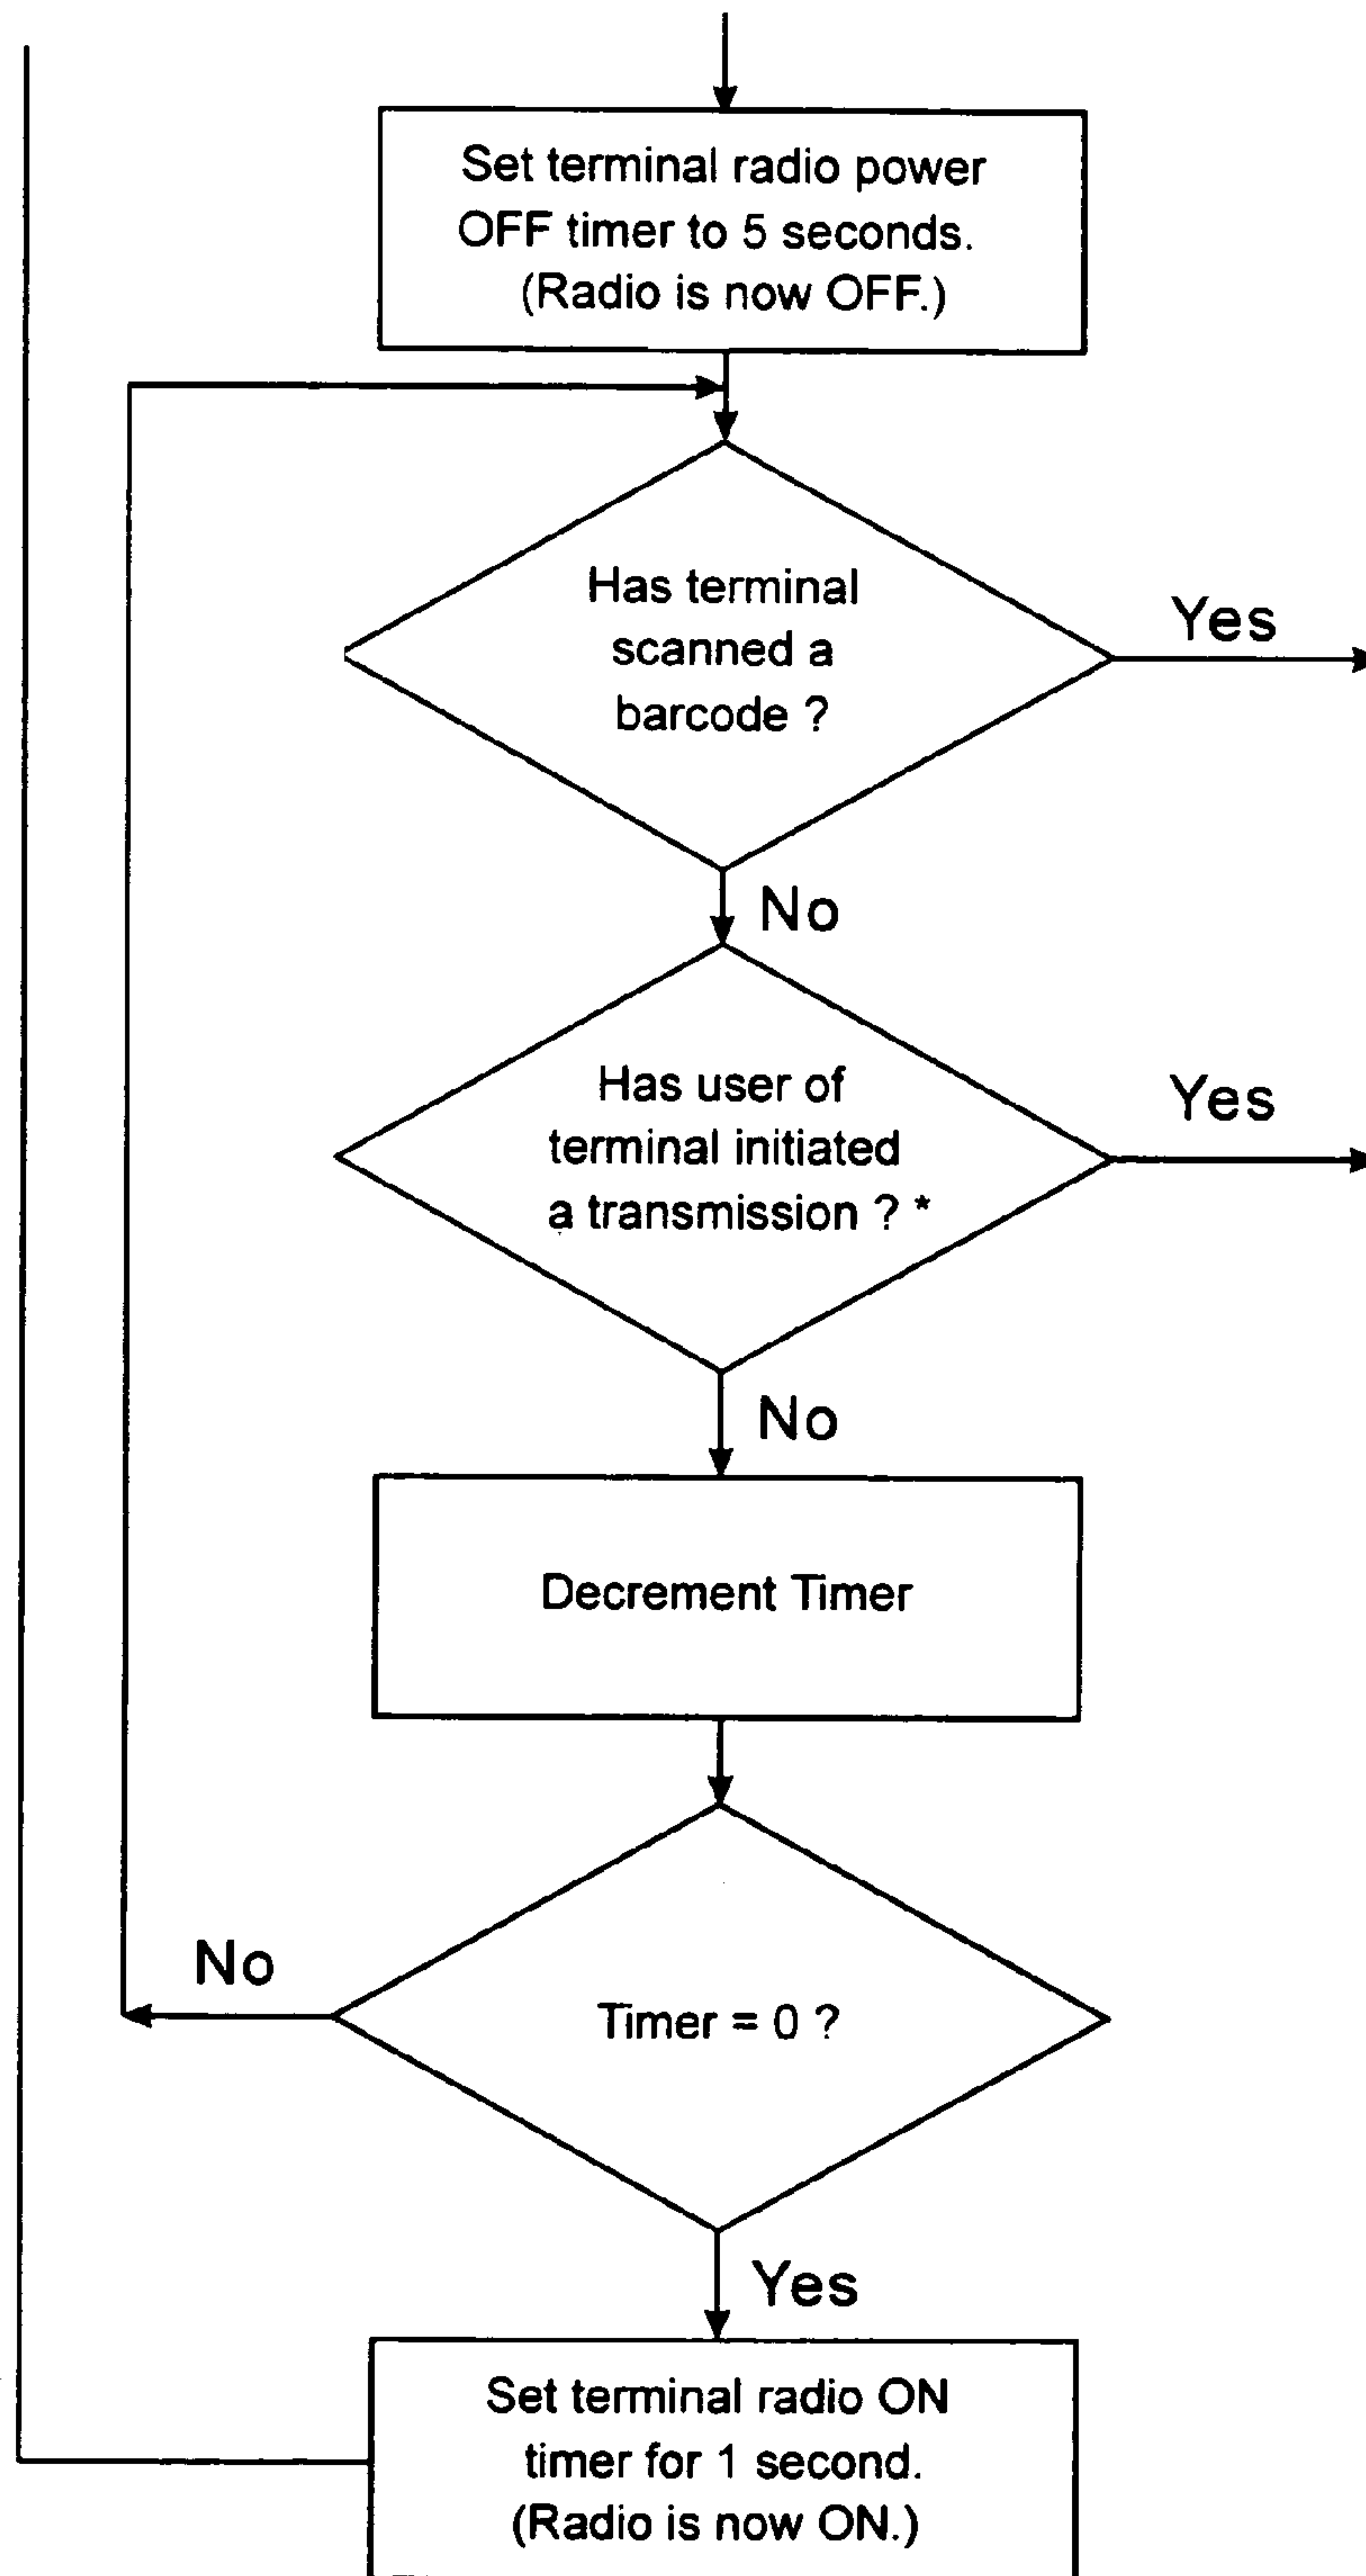 Set terminal radio power
OFF timer to 5 seconds.
(Radio is now OFF.)
Has terminal
scanned a
barcode ?
Yes
No
Has user of
terminal initiated
a transmission ? *
Yes
No
Decrement Timer
Timer = 0 ?
No
Yes
Set terminal radio ON
timer for 1 second.
(Radio is now ON.)